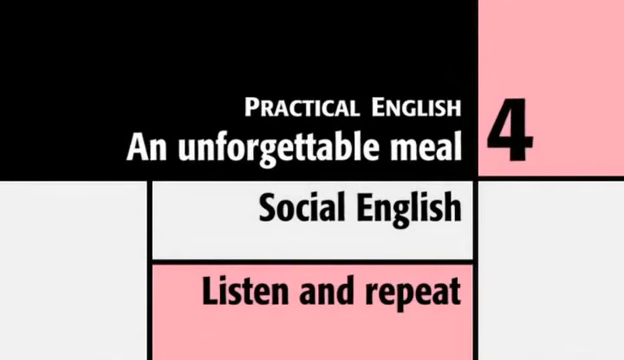 PRACTICAL ENGLISH
An unforgettable meal
4
Social English
Listen and repeat